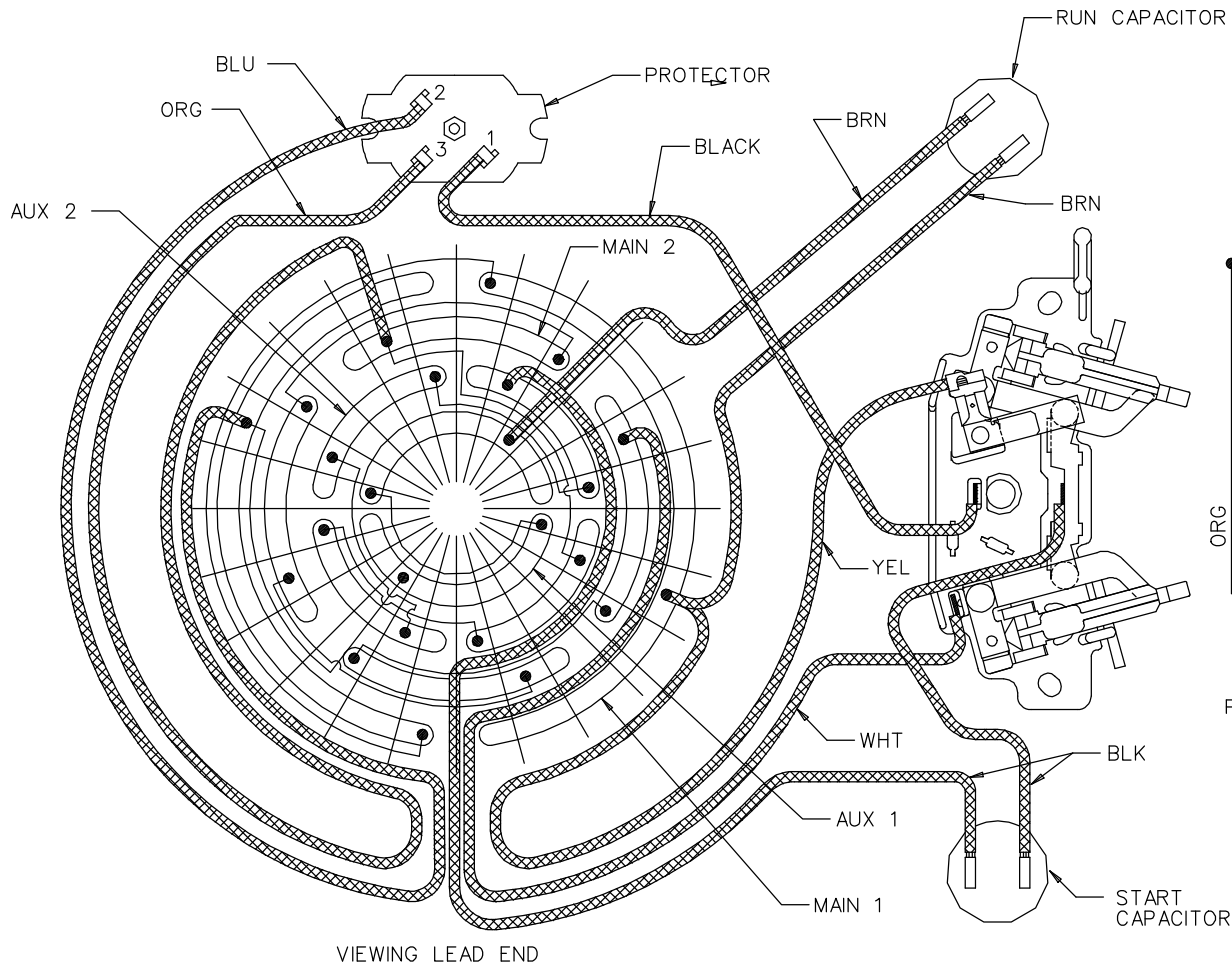 RUN CAPACITOR
BLU
PROTECTOR
2
ORG
BRN
1
3
BLACK
AUX 2
BRN
MAIN 2
ORG
YEL
WHT
BLK
AUX 1
MAIN 1
START
CAPACITOR
VIEWING LEAD END